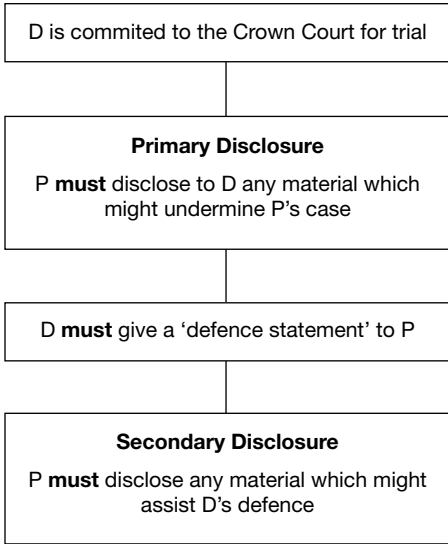 D is commited to the Crown Court for trial
Primary Disclosure
P must disclose to D any material which
might undermine P's case
D must give a ‘defence statement’ to P
Secondary Disclosure
P must disclose any material which might
assist D's defence